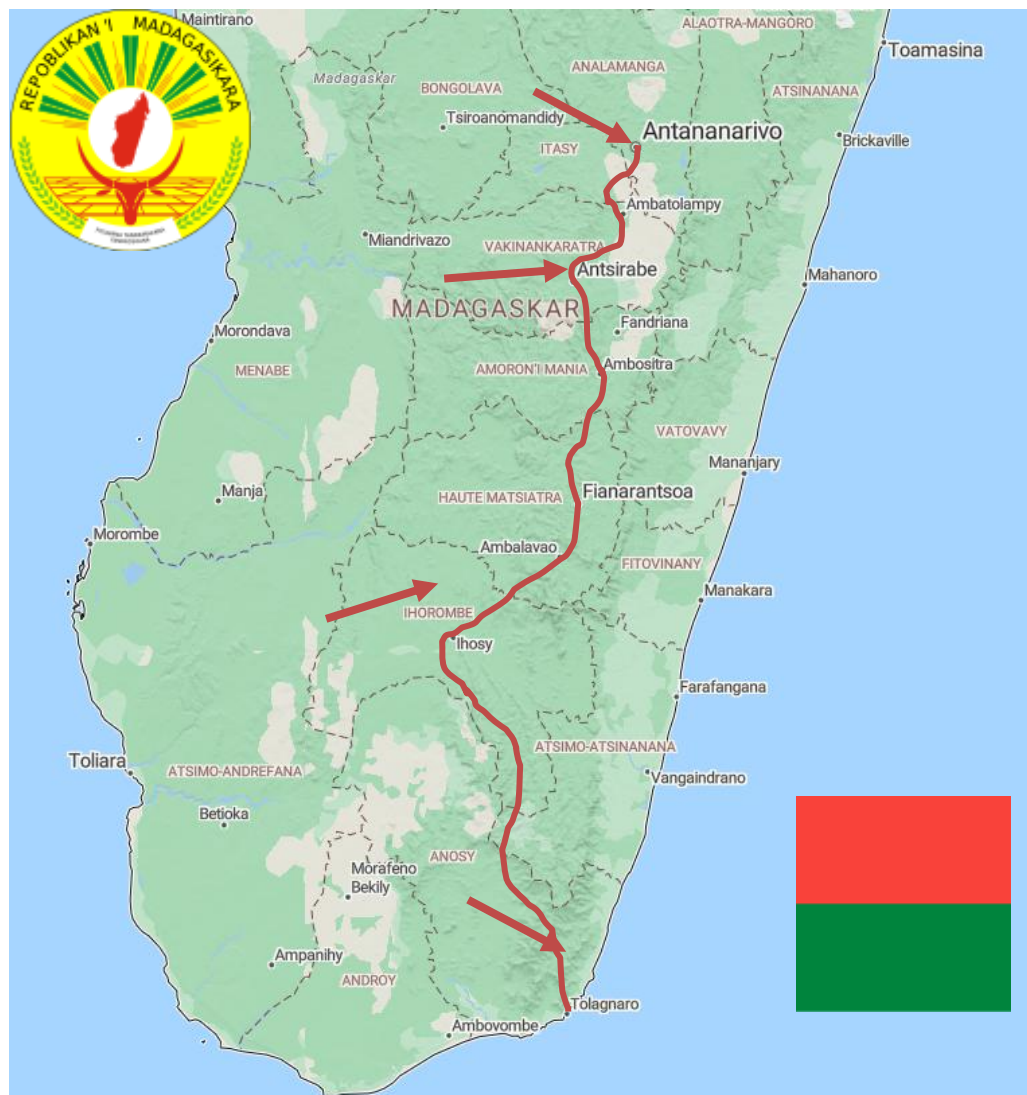 Maintirano
ALAOTRA-MANGORO
REPOBLIKAN 'I MADAGASIKARA
Toamasina
ANALAMANGA
Madagaskar
BONGOLAVA
ATSINANANA
Tsiroanomandidy
Antananarivo
Brickaville
ITASY
Ambatolampy
Miandrivazo
VAKINANKARATRA
Antsirabe
Mahanoro
MADAGASKAR
Fandriana
Morondava
MENABE
AMORON'I MANIA
Ambositra
VATOVAVY
Mananjary
Manja
HAUTE MATSIATRA
Fianarantsoa
Morombe
Ambalavao
FITOVINANY
Manakara
IHOROMBE
Ihosy
Farafangana
ATSIMO-ATSINANANA
Toliara
ATSIMO-ANDREFANA
Vangaindrano
Betioka
ANOSY
Morafeno
Bekily
Ampanihy
ANDROY
Tolagnaro
Ambovombe